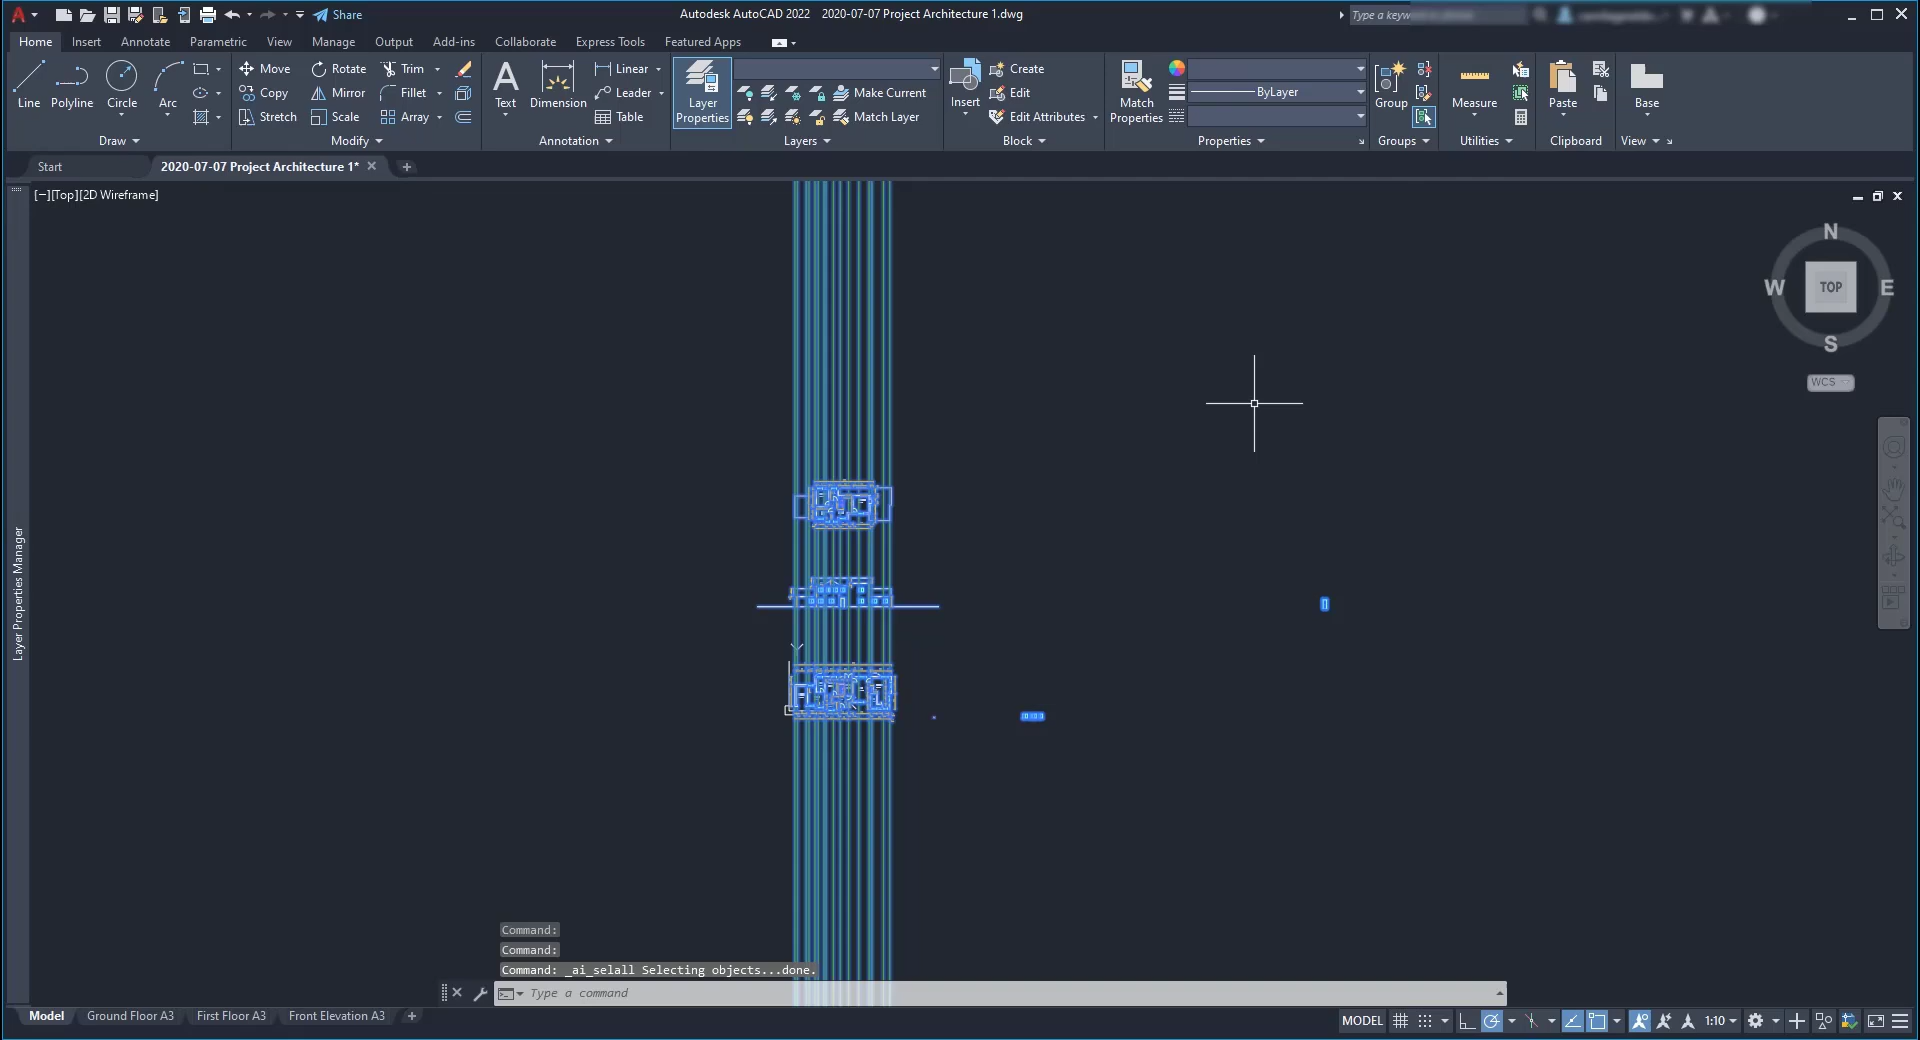 Share
Autodesk AutoCAD 2022 2020-07-07 Project Architecture 1.dwg
Home Insert Annotate Parametric View Manage Output Add-ins Collaborate Express Tools Featured Apps
Line Polyline Circle Arc
Draw
Move Rotate Trim
Copy Mirror Fillet
Stretch Scale Array
Modify
Text Dimension
Linear
Leader
Table
Annotation
Layer Properties
Make Current
Match Layer
Layers
Insert
Create
Edit
Edit Attributes
Block
Match Properties
ByLayer
Properties
Group
Groups
Measure
Utilities
Paste
Clipboard
Base
View
Start
2020-07-07 Project Architecture 1*
[−][Top][2D Wireframe]
N
W TOP E
S
WCS
Layer Properties Manager
Command:
Command:
Command: _ai_selall Selecting objects...done.
Type a command
Model Ground Floor A3 First Floor A3 Front Elevation A3
MODEL 1:10